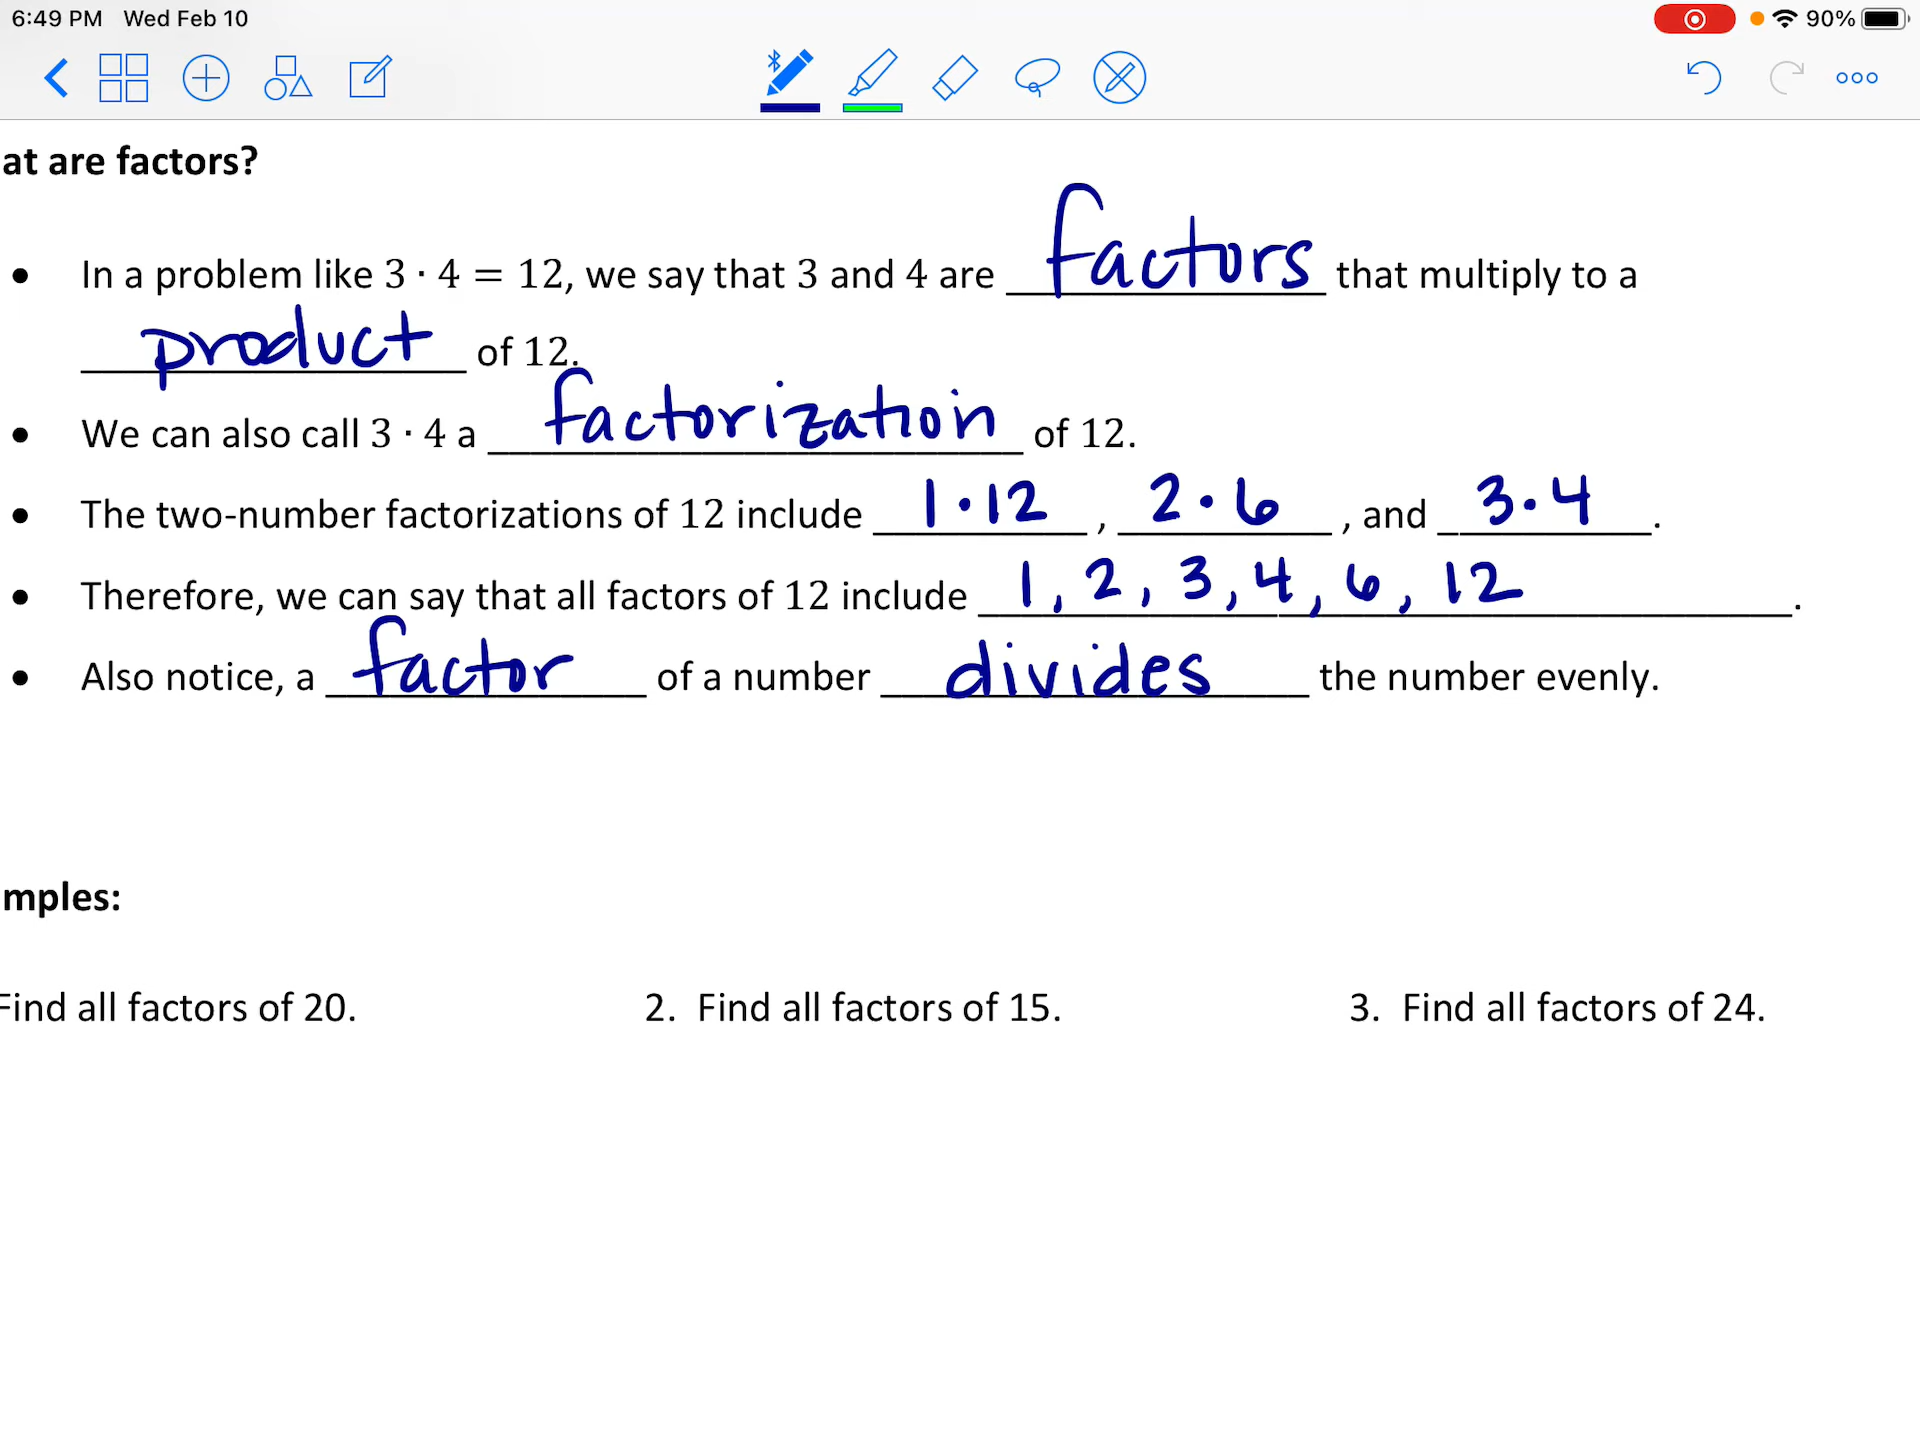 6:49 PM Wed Feb 10 90%
at are factors?
• In a problem like 3 · 4 = 12, we say that 3 and 4 are factors that multiply to a
product of 12.
• We can also call 3 · 4 a factorization of 12.
• The two-number factorizations of 12 include 1·12, 2·6, and 3·4.
• Therefore, we can say that all factors of 12 include 1, 2, 3, 4, 6, 12.
• Also notice, a factor of a number divides the number evenly.
mples:
Find all factors of 20. 2. Find all factors of 15. 3. Find all factors of 24.